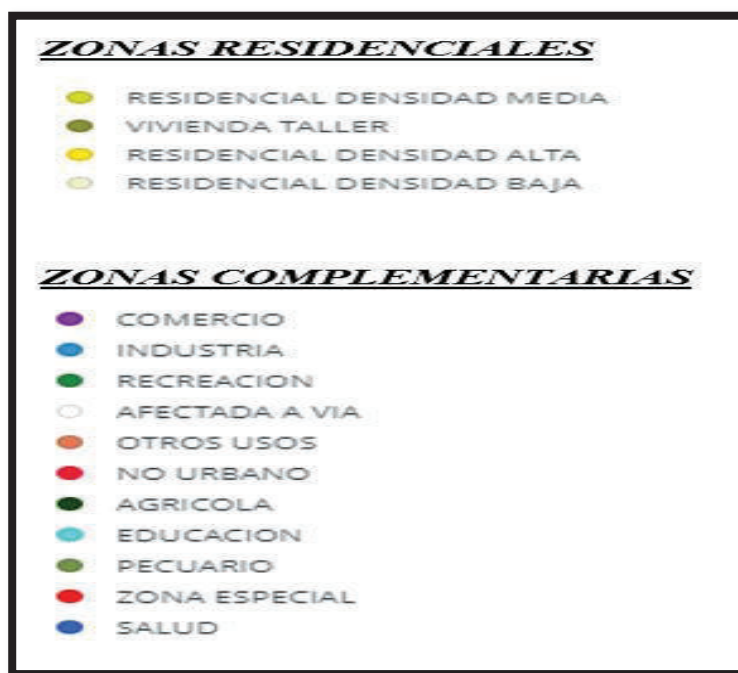 ZONAS RESIDENCIALES
RESIDENCIAL DENSIDAD MEDIA
VIVIENDA TALLER
RESIDENCIAL DENSIDAD ALTA
RESIDENCIAL DENSIDAD BAJA
ZONAS COMPLEMENTARIAS
COMERCIO
INDUSTRIA
RECREACION
AFECTADA A VIA
OTROS USOS
NO URBANO
AGRICOLA
EDUCACION
PECUARIO
ZONA ESPECIAL
SALUD